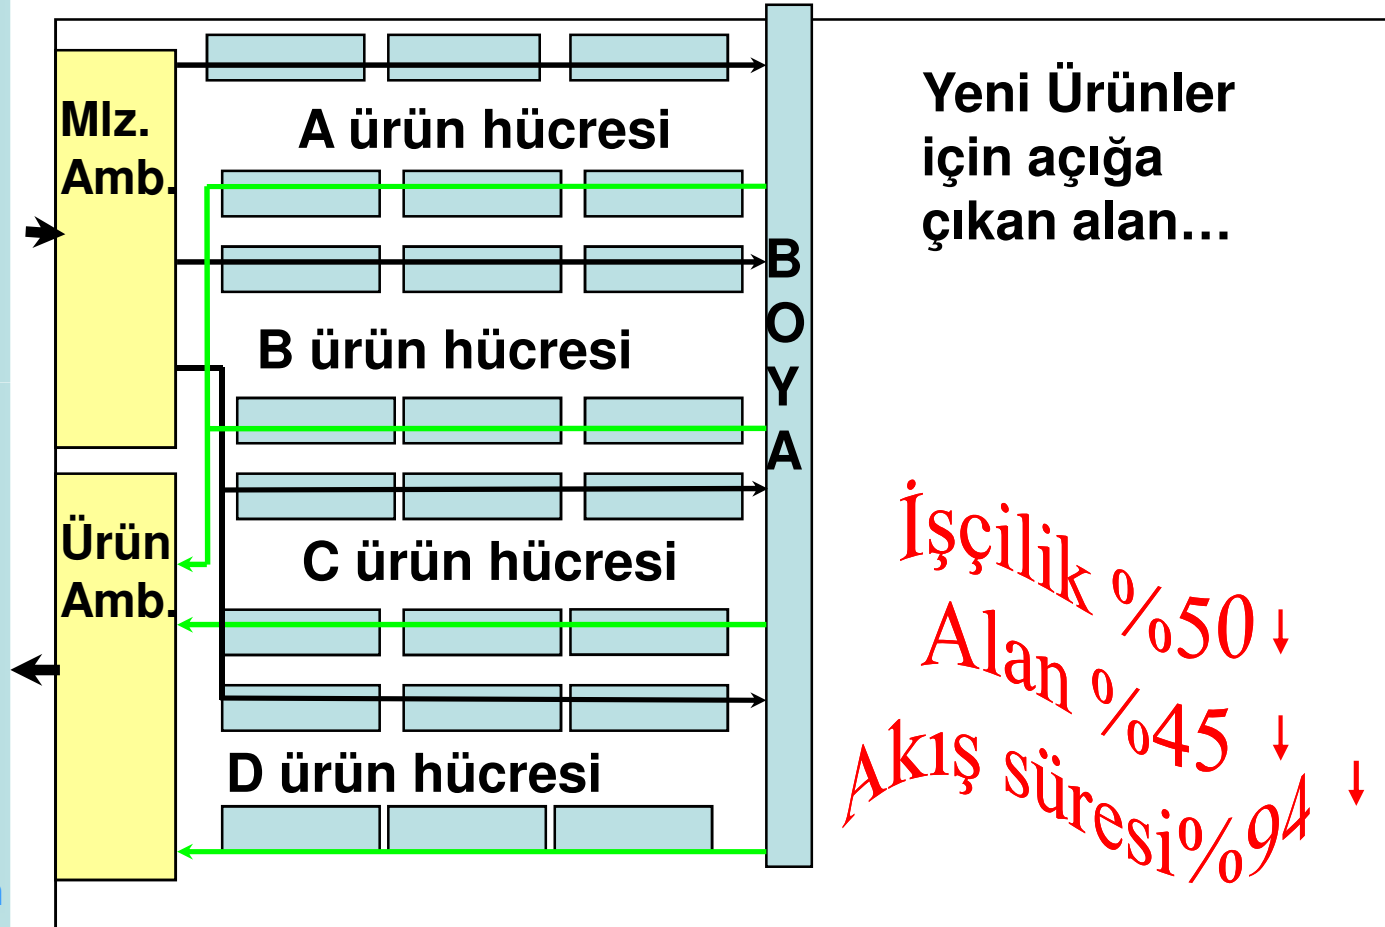 Mlz.
Amb.
A ürün hücresi
B ürün hücresi
Ürün
Amb.
C ürün hücresi
D ürün hücresi
B
O
Y
A
Yeni Ürünler
için açığa
çıkan alan…
İşçilik %50
Alan %45
Akış süresi%94